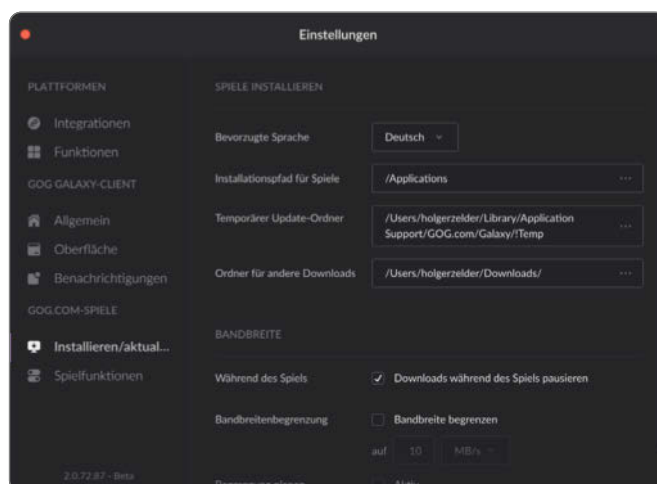 Einstellungen
PLATTFORMEN
Integrationen
Funktionen
GOG GALAXY-CLIENT
Allgemein
Oberfläche
Benachrichtigungen
GOG.COM-SPIELE
Installieren/aktual...
Spielfunktionen
2.0.72.87 - Beta
SPIELE INSTALLIEREN
Bevorzugte Sprache
Deutsch
Installationspfad für Spiele
/Applications
Temporärer Update-Ordner
/Users/holgerzelder/Library/Application
Support/GOG.com/Galaxy/!Temp
Ordner für andere Downloads
/Users/holgerzelder/Downloads/
BANDBREITE
Während des Spiels
Downloads während des Spiels pausieren
Bandbreitenbegrenzung
Bandbreite begrenzen
auf 10 MB/s
Aktiv